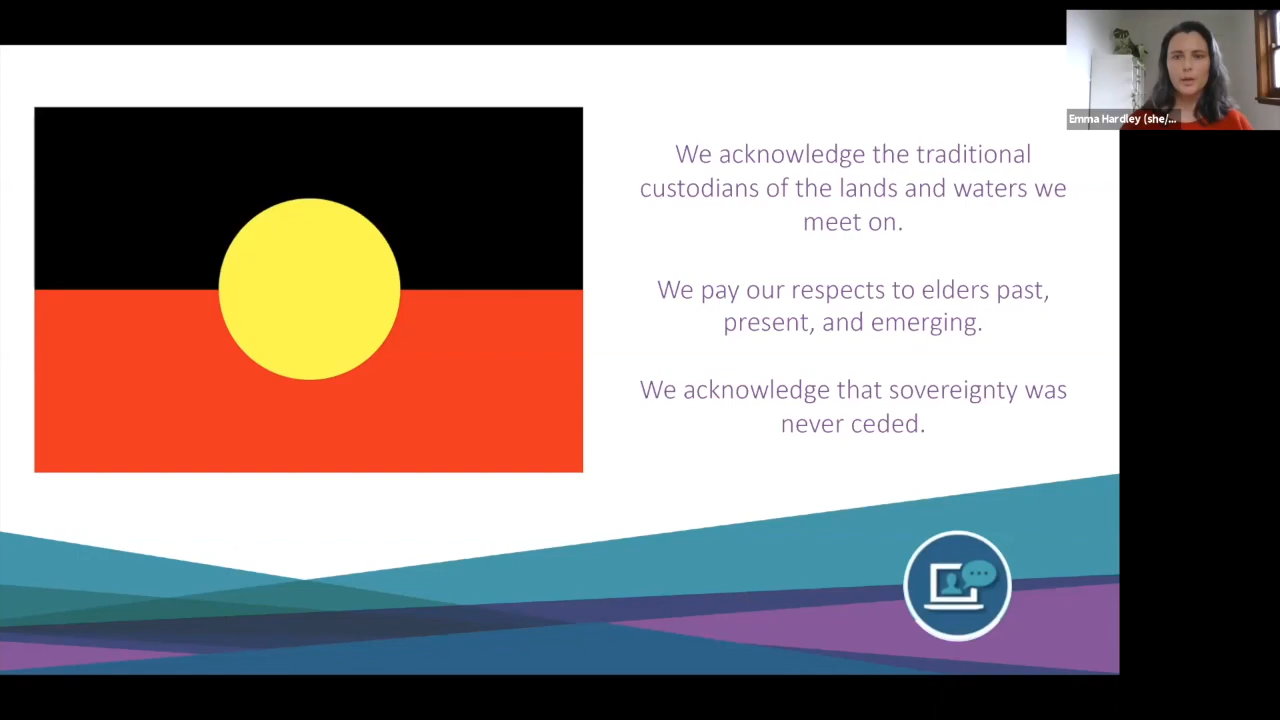 Emma Hardley (she/...
We acknowledge the traditional
custodians of the lands and waters we
meet on.
We pay our respects to elders past,
present, and emerging.
We acknowledge that sovereignty was
never ceded.